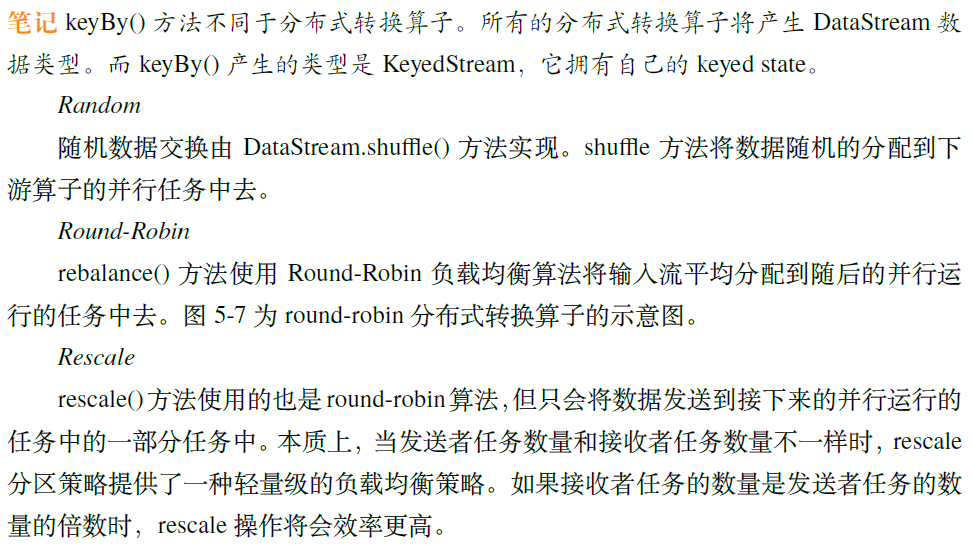 笔记 keyBy() 方法不同于分布式转换算子。所有的分布式转换算子将产生 DataStream 数
据类型。而 keyBy() 产生的类型是 KeyedStream，它拥有自己的 keyed state。
Random
随机数据交换由 DataStream.shuffle() 方法实现。shuffle 方法将数据随机的分配到下
游算子的并行任务中去。
Round-Robin
rebalance() 方法使用 Round-Robin 负载均衡算法将输入流平均分配到随后的并行运
行的任务中去。图 5-7 为 round-robin 分布式转换算子的示意图。
Rescale
rescale() 方法使用的也是 round-robin 算法，但只会将数据发送到接下来的并行运行的
任务中的一部分任务中。本质上，当发送者任务数量和接收者任务数量不一样时，rescale
分区策略提供了一种轻量级的负载均衡策略。如果接收者任务的数量是发送者任务的数
量的倍数时，rescale 操作将会效率更高。